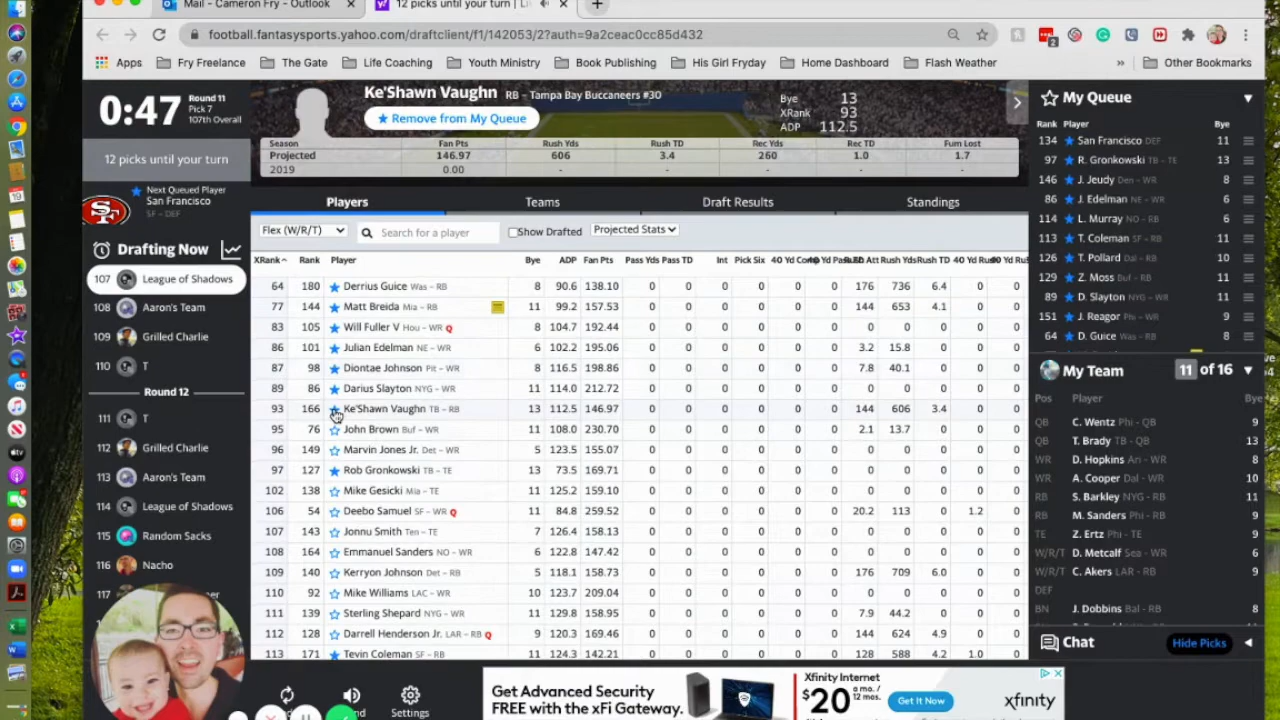 Mail - Cameron Fry - Outlook
12 picks until your turn | Li
football.fantasysports.yahoo.com/draftclient/f1/142053/2?auth=9a2ceac0cc85d432
Apps Fry Freelance The Gate Life Coaching Youth Ministry Book Publishing His Girl Fryday Home Dashboard Flash Weather » Other Bookmarks
0:47
Round 11
Pick 7
107th Overall
12 picks until your turn
Next Queued Player
San Francisco
SF - DEF
Drafting Now
107 League of Shadows
108 Aaron's Team
109 Grilled Charlie
110 T
Round 12
111 T
112 Grilled Charlie
113 Aaron's Team
114 League of Shadows
115 Random Sacks
116 Nacho
117
Ke'Shawn Vaughn RB - Tampa Bay Buccaneers #30
Remove from My Queue
Bye 13
XRank 93
ADP 112.5
Season Fan Pts Rush Yds Rush TD Rec Yds Rec TD Fum Lost
Projected 146.97 606 3.4 260 1.0 1.7
2019 0.00 - - - - -
Players Teams Draft Results Standings
Flex (W/R/T) Search for a player Show Drafted Projected Stats
XRank Rank Player Bye ADP Fan Pts Pass Yds Pass TD Int Pick Six 40 Yd Rush Yds Rush TD 40 Yd
64 180 Derrius Guice Was - RB 8 90.6 138.10 0 0 0 0 0 0 176 736 6.4 0 0
77 144 Matt Breida Mia - RB 11 99.2 157.53 0 0 0 0 0 0 144 653 4.1 0 0
83 105 Will Fuller V Hou - WR Q 8 104.7 192.44 0 0 0 0 0 0 0 0 0 0 0
86 101 Julian Edelman NE - WR 6 102.2 195.06 0 0 0 0 0 0 3.2 15.8 0 0 0
87 98 Diontae Johnson Pit - WR 8 116.5 198.86 0 0 0 0 0 0 7.8 40.1 0 0 0
89 86 Darius Slayton NYG - WR 11 114.0 212.72 0 0 0 0 0 0 0 0 0 0 0
93 166 Ke'Shawn Vaughn TB - RB 13 112.5 146.97 0 0 0 0 0 0 144 606 3.4 0 0
95 76 John Brown Buf - WR 11 108.0 230.70 0 0 0 0 0 0 2.1 13.7 0 0 0
96 149 Marvin Jones Jr. Det - WR 5 123.5 155.07 0 0 0 0 0 0 0 0 0 0 0
97 127 Rob Gronkowski TB - TE 13 73.5 169.71 0 0 0 0 0 0 0 0 0 0 0
102 138 Mike Gesicki Mia - TE 11 125.2 159.10 0 0 0 0 0 0 0 0 0 0 0
106 54 Deebo Samuel SF - WR Q 11 84.8 259.52 0 0 0 0 0 0 20.2 113 0 1.2 0
107 143 Jonnu Smith Ten - TE 7 126.4 158.13 0 0 0 0 0 0 0 0 0 0 0
108 164 Emmanuel Sanders NO - WR 6 122.8 147.42 0 0 0 0 0 0 0 0 0 0 0
109 140 Kerryon Johnson Det - RB 5 118.1 158.73 0 0 0 0 0 0 176 709 6.0 0 0
110 92 Mike Williams LAC - WR 10 123.7 209.04 0 0 0 0 0 0 0 0 0 0 0
111 139 Sterling Shepard NYG - WR 11 129.8 158.95 0 0 0 0 0 0 7.9 44.2 0 0 0
112 128 Darrell Henderson Jr. LAR - RB Q 9 120.3 169.46 0 0 0 0 0 0 144 624 4.9 0 0
113 171 Tevin Coleman SF - RB 11 124.3 142.21 0 0 0 0 0 0 128 588 4.2 1.0 0
My Queue
Rank Player Bye
134 San Francisco DEF 11
97 R. Gronkowski TB - TE 13
146 J. Jeudy Den - WR 8
86 J. Edelman NE - WR 6
114 L. Murray NO - RB 6
113 T. Coleman SF - RB 11
126 T. Pollard Dal - RB 10
129 Z. Moss Buf - RB 11
89 D. Slayton NYG - WR 11
151 J. Reagor Phi - WR 9
64 D. Guice Was - RB 8
My Team 11 of 16
Pos Player Bye
QB C. Wentz Phi - QB 9
QB T. Brady TB - QB 13
WR D. Hopkins Ari - WR 8
WR A. Cooper Dal - WR 10
RB S. Barkley NYG - RB 11
RB M. Sanders Phi - RB 9
TE Z. Ertz Phi - TE 9
W/R/T D. Metcalf Sea - WR 6
W/R/T C. Akers LAR - RB 9
DEF
BN J. Dobbins Bal - RB 8
Chat Hide Picks
Settings
Get Advanced Security
FREE with the xFi Gateway.
Xfinity Internet
$20 a mo. / 12 mos.
Get It Now
xfinity